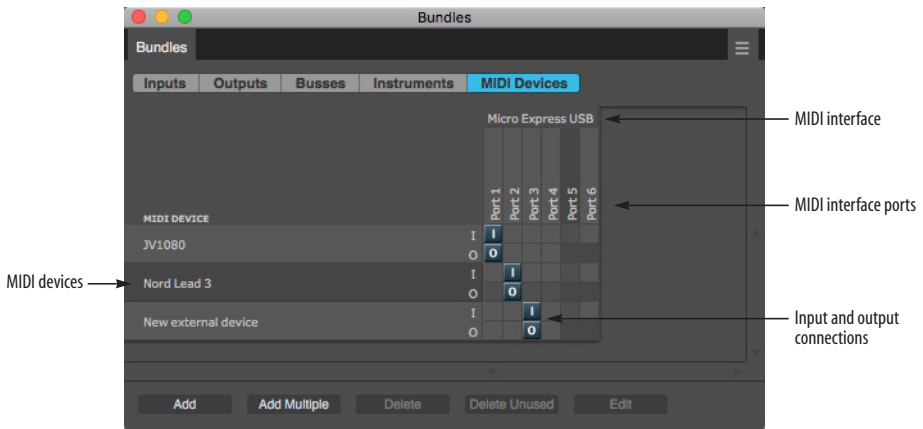 Bundles
Bundles
Inputs Outputs Busses Instruments MIDI Devices
Micro Express USB
MIDI interface
Port 1
Port 2
Port 3
Port 4
Port 5
Port 6
MIDI interface ports
MIDI DEVICE
JV1080
I I
O O
MIDI devices
Nord Lead 3
I I
O O
New external device
I I
O O
Input and output
connections
Add Add Multiple Delete Delete Unused Edit